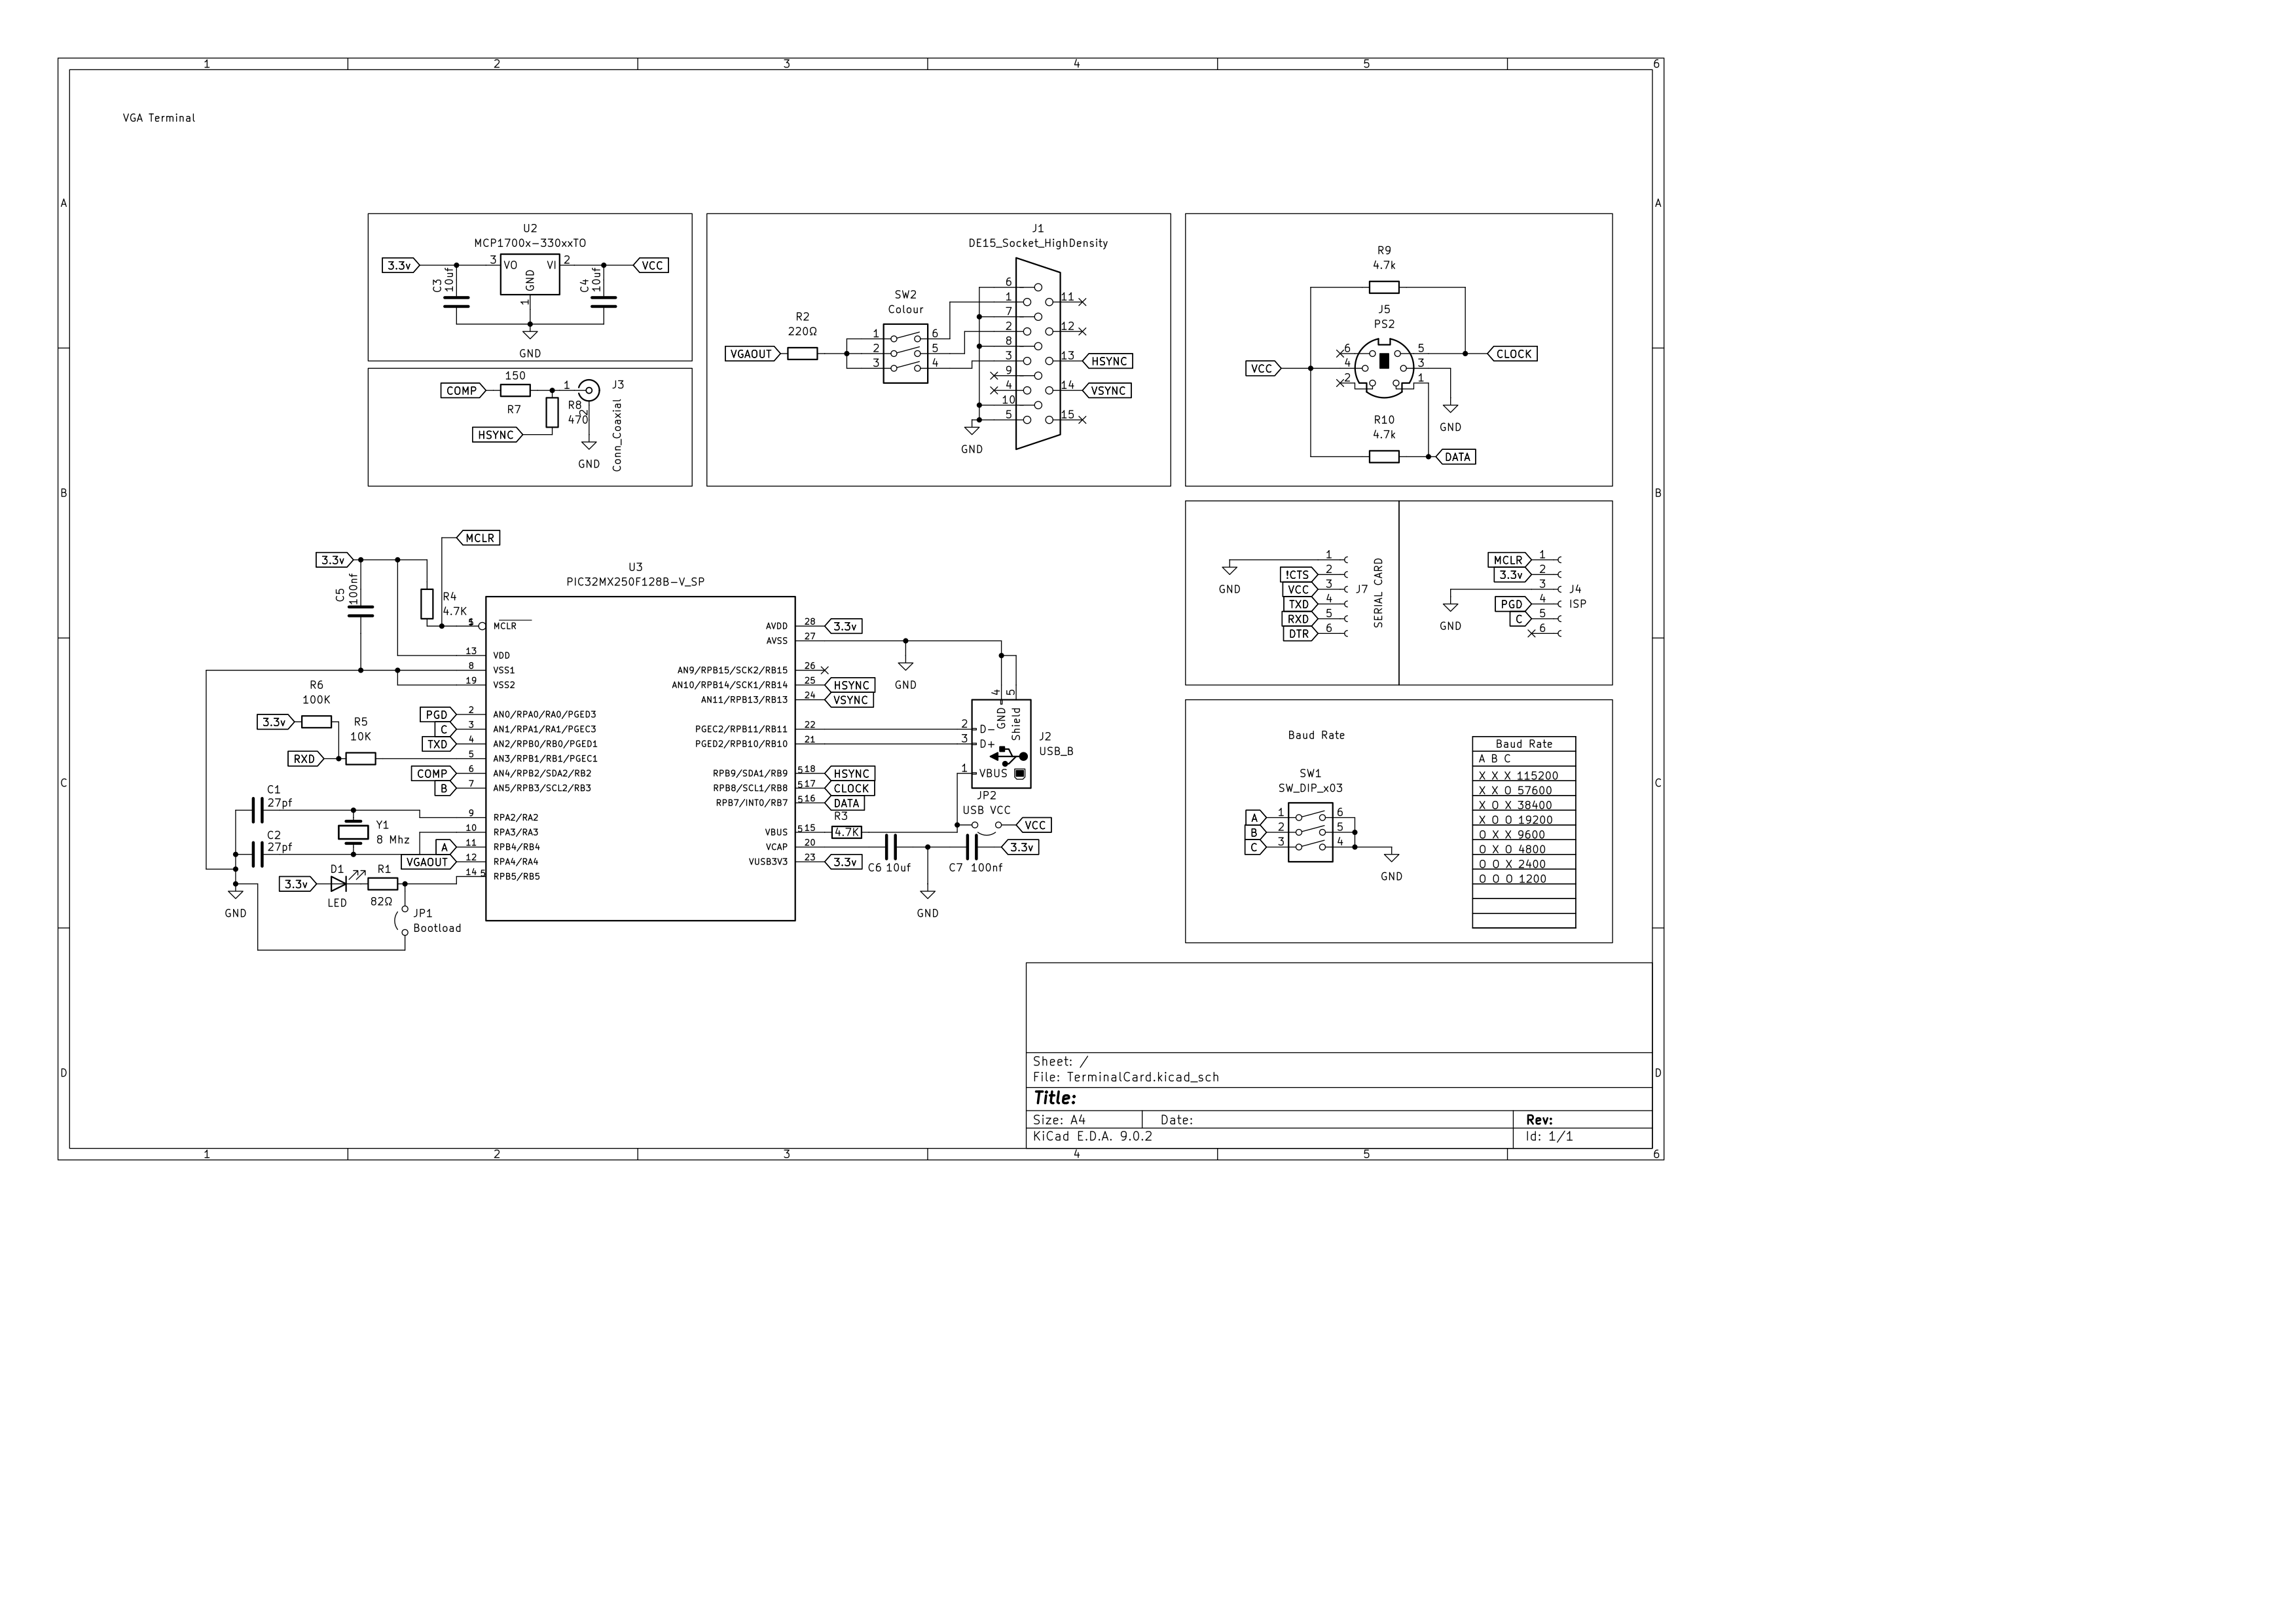 1 2 3 4 5 6
VGA Terminal
A A
U2
MCP1700x-330xxTO
3.3v 3 VO VI 2 VCC
GND
1
C3
10uf
C4
10uf
GND
COMP 150 1 J3
R7 R8
470
2
HSYNC
GND
Conn_Coaxial
J1
DE15_Socket_HighDensity
SW2
Colour
R2
220Ω
VGAOUT
1 6
2 5
3 4
6
1 11
7
2 12
8
3 13 HSYNC
9
4 14 VSYNC
10
5 15
GND
R9
4.7k
J5
PS2
6 5 CLOCK
VCC 4 3
2 1
GND
R10
4.7k
DATA
B B
MCLR
3.3v
C5
100nf
R4
4.7K
U3
PIC32MX250F128B-V_SP
1 MCLR
13 VDD
8 VSS1
19 VSS2
PGD 2 AN0/RPA0/RA0/PGED3
C 3 AN1/RPA1/RA1/PGEC3
TXD 4 AN2/RPB0/RB0/PGED1
5 AN3/RPB1/RB1/PGEC1
COMP 6 AN4/RPB2/SDA2/RB2
B 7 AN5/RPB3/SCL2/RB3
9 RPA2/RA2
10 RPA3/RA3
A 11 RPB4/RB4
VGAOUT 12 RPA4/RA4
14 5 RPB5/RB5
R6
100K
3.3v
R5
10K
RXD
C1
27pf
C2
27pf
Y1
8 Mhz
D1 R1
3.3v
LED 82Ω
GND
JP1
Bootload
AVDD 28 3.3v
AVSS 27
AN9/RPB15/SCK2/RB15 26
AN10/RPB14/SCK1/RB14 25 HSYNC
AN11/RPB13/RB13 24 VSYNC
PGEC2/RPB11/RB11 22
PGED2/RPB10/RB10 21
RPB9/SDA1/RB9 5 18 HSYNC
RPB8/SCL1/RB8 5 17 CLOCK
RPB7/INT0/RB7 5 16 DATA
VBUS 5 15
VCAP 20
VUSB3V3 23 3.3v
R3
4.7K
GND
4 5
GND
Shield
2 D-
3 D+
1 VBUS
J2
USB_B
JP2
USB VCC
VCC
3.3v
C6 10uf C7 100nf
GND
1
GND !CTS 2
VCC 3 J7
TXD 4
RXD 5
DTR 6
SERIAL CARD
MCLR 1
3.3v 2
3 J4
PGD 4 ISP
C 5
6
GND
Baud Rate
SW1
SW_DIP_x03
A 1 6
B 2 5
C 3 4
GND
Baud Rate
A B C
X X X 115200
X X O 57600
X O X 38400
X O O 19200
O X X 9600
O X O 4800
O O X 2400
O O O 1200
C C
Sheet: /
File: TerminalCard.kicad_sch
Title:
Size: A4 Date: Rev:
KiCad E.D.A. 9.0.2 Id: 1/1
D D
1 2 3 4 5 6